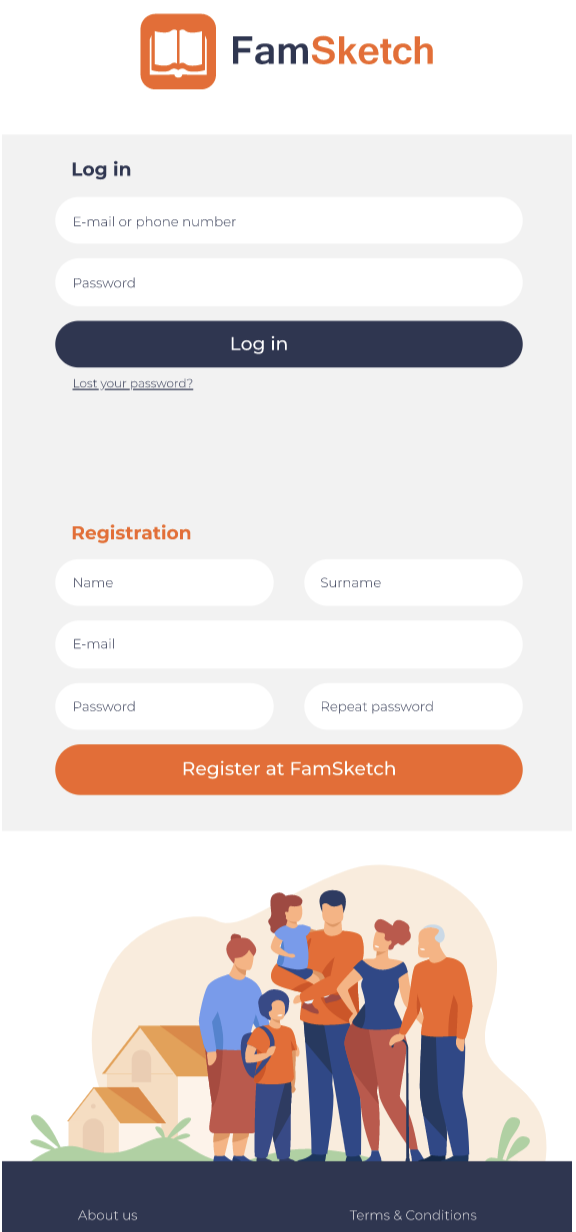 FamSketch
Log in
E-mail or phone number
Password
Log in
Lost your password?
Registration
Name Surname
E-mail
Password Repeat password
Register at FamSketch
About us Terms & Conditions